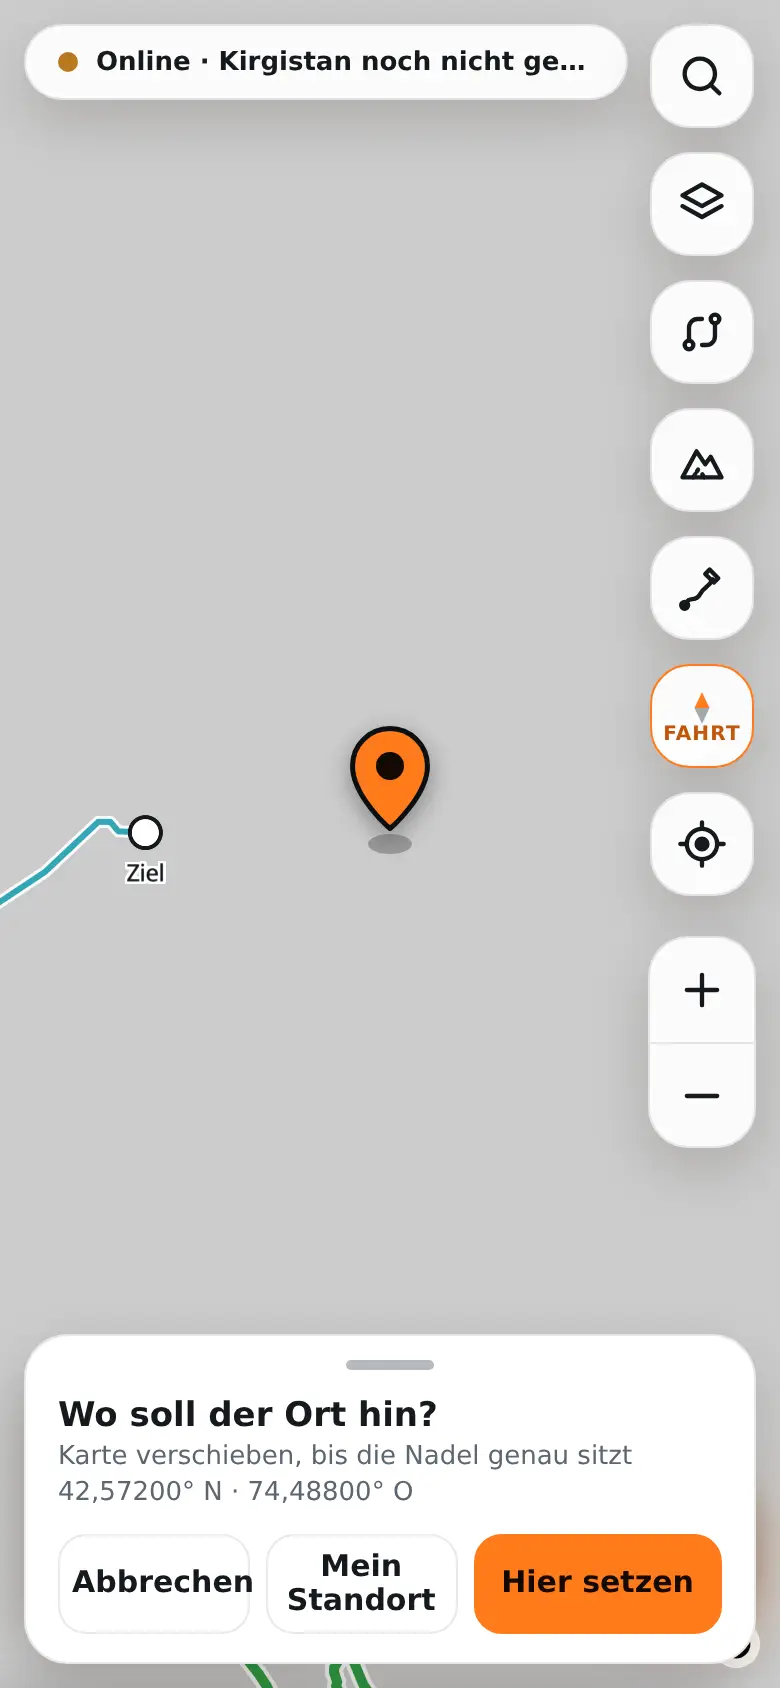 Online · Kirgistan noch nicht ge...
FAHRT
Ziel
Wo soll der Ort hin?
Karte verschieben, bis die Nadel genau sitzt
42,57200° N · 74,48800° O
Abbrechen
Mein
Standort
Hier setzen